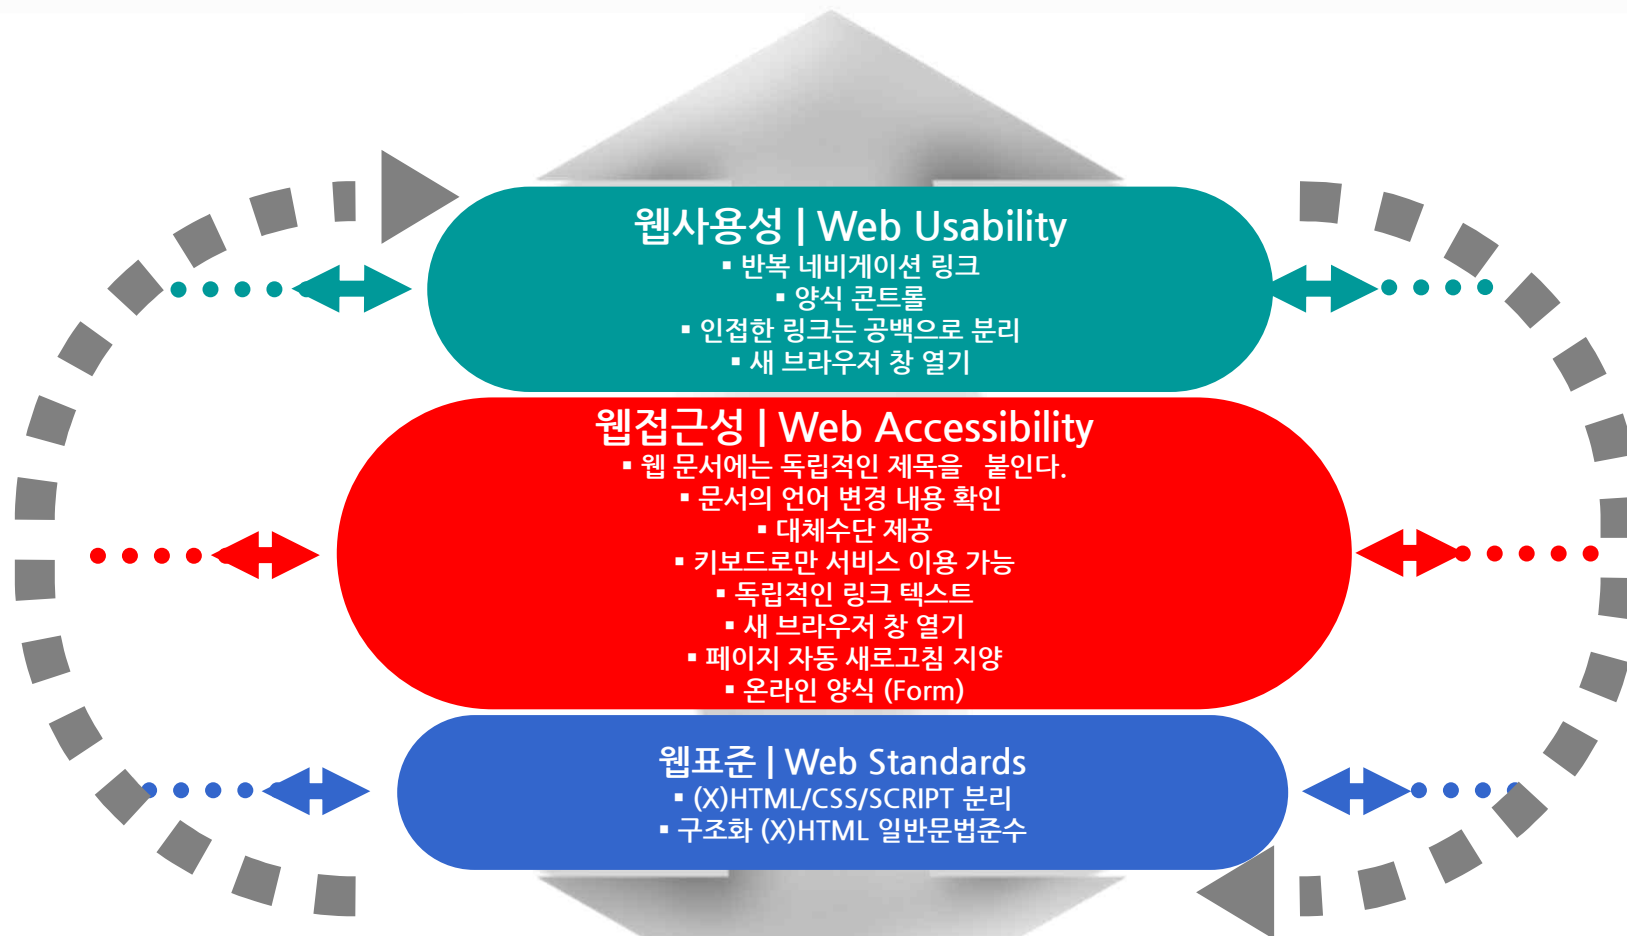 웹사용성 | Web Usability
▪ 반복 네비게이션 링크
▪ 양식 콘트롤
▪ 인접한 링크는 공백으로 분리
▪ 새 브라우저 창 열기
웹접근성 | Web Accessibility
▪ 웹 문서에는 독립적인 제목을 붙인다.
▪ 문서의 언어 변경 내용 확인
▪ 대체수단 제공
▪ 키보드로만 서비스 이용 가능
▪ 독립적인 링크 텍스트
▪ 새 브라우저 창 열기
▪ 페이지 자동 새로고침 지양
▪ 온라인 양식 (Form)
웹표준 | Web Standards
▪ (X)HTML/CSS/SCRIPT 분리
▪ 구조화 (X)HTML 일반문법준수